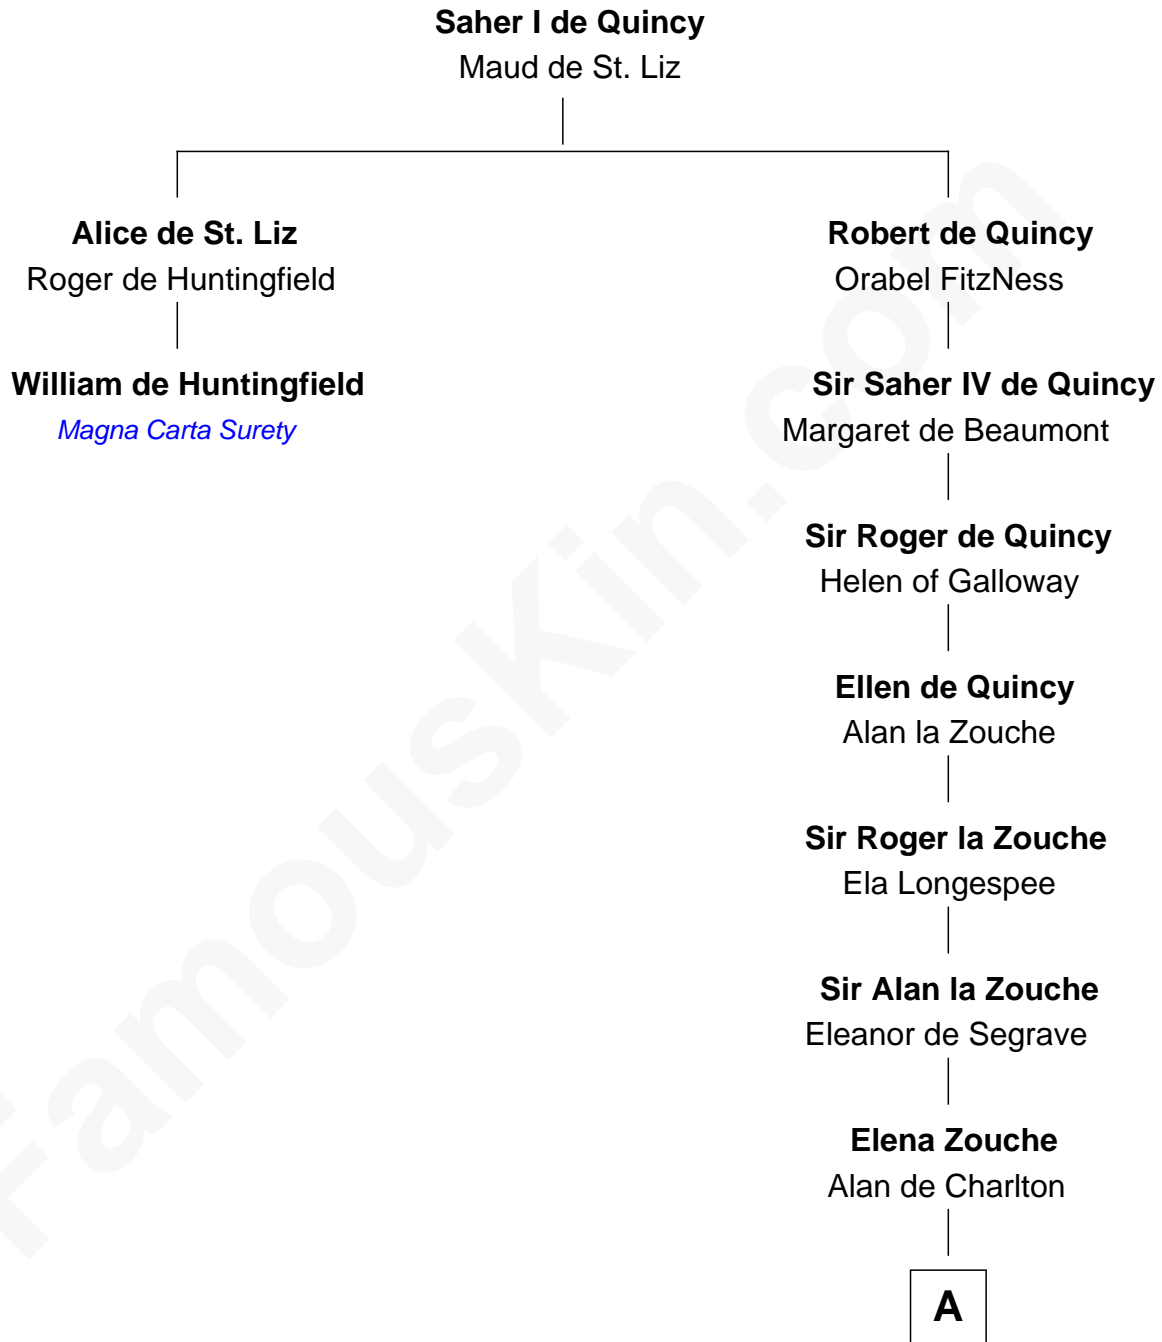 Saher I de Quincy
Maud de St. Liz
Alice de St. Liz
Roger de Huntingfield
William de Huntingfield
Magna Carta Surety
Robert de Quincy
Orabel FitzNess
Sir Saher IV de Quincy
Margaret de Beaumont
Sir Roger de Quincy
Helen of Galloway
Ellen de Quincy
Alan la Zouche
Sir Roger la Zouche
Ela Longespee
Sir Alan la Zouche
Eleanor de Segrave
Elena Zouche
Alan de Charlton
A
FamousKin.com